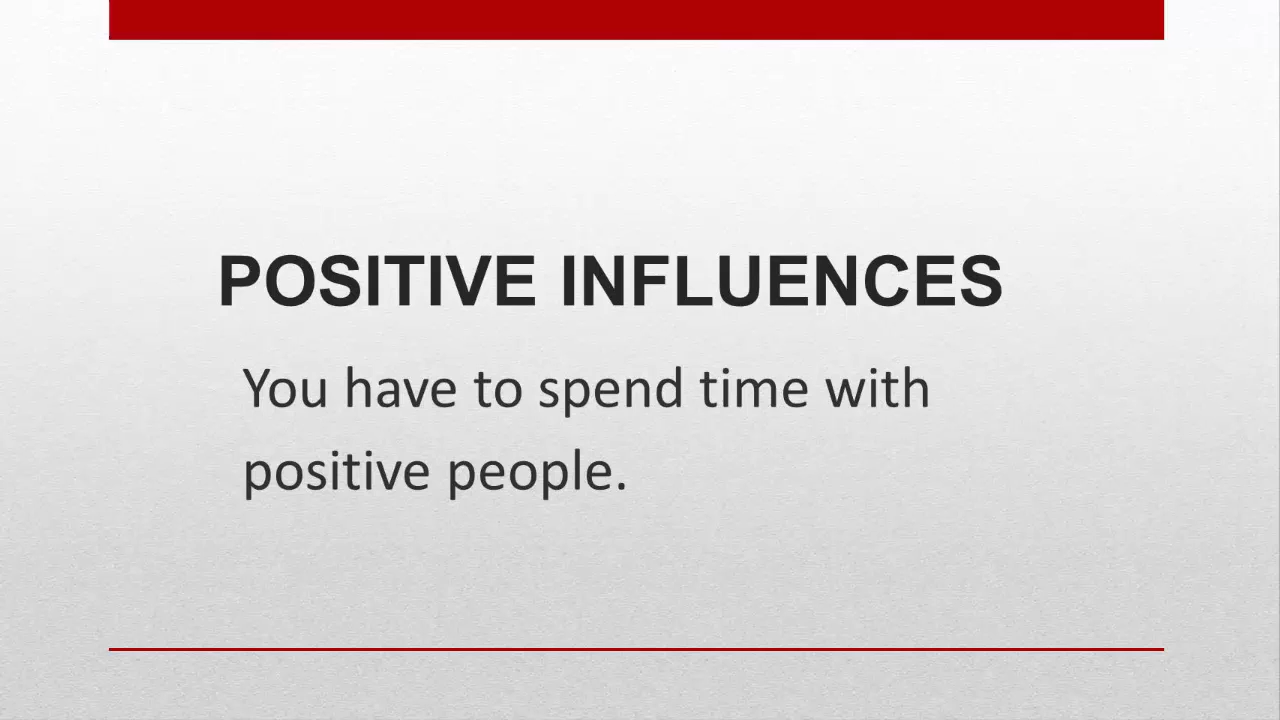 POSITIVE INFLUENCES
You have to spend time with
positive people.